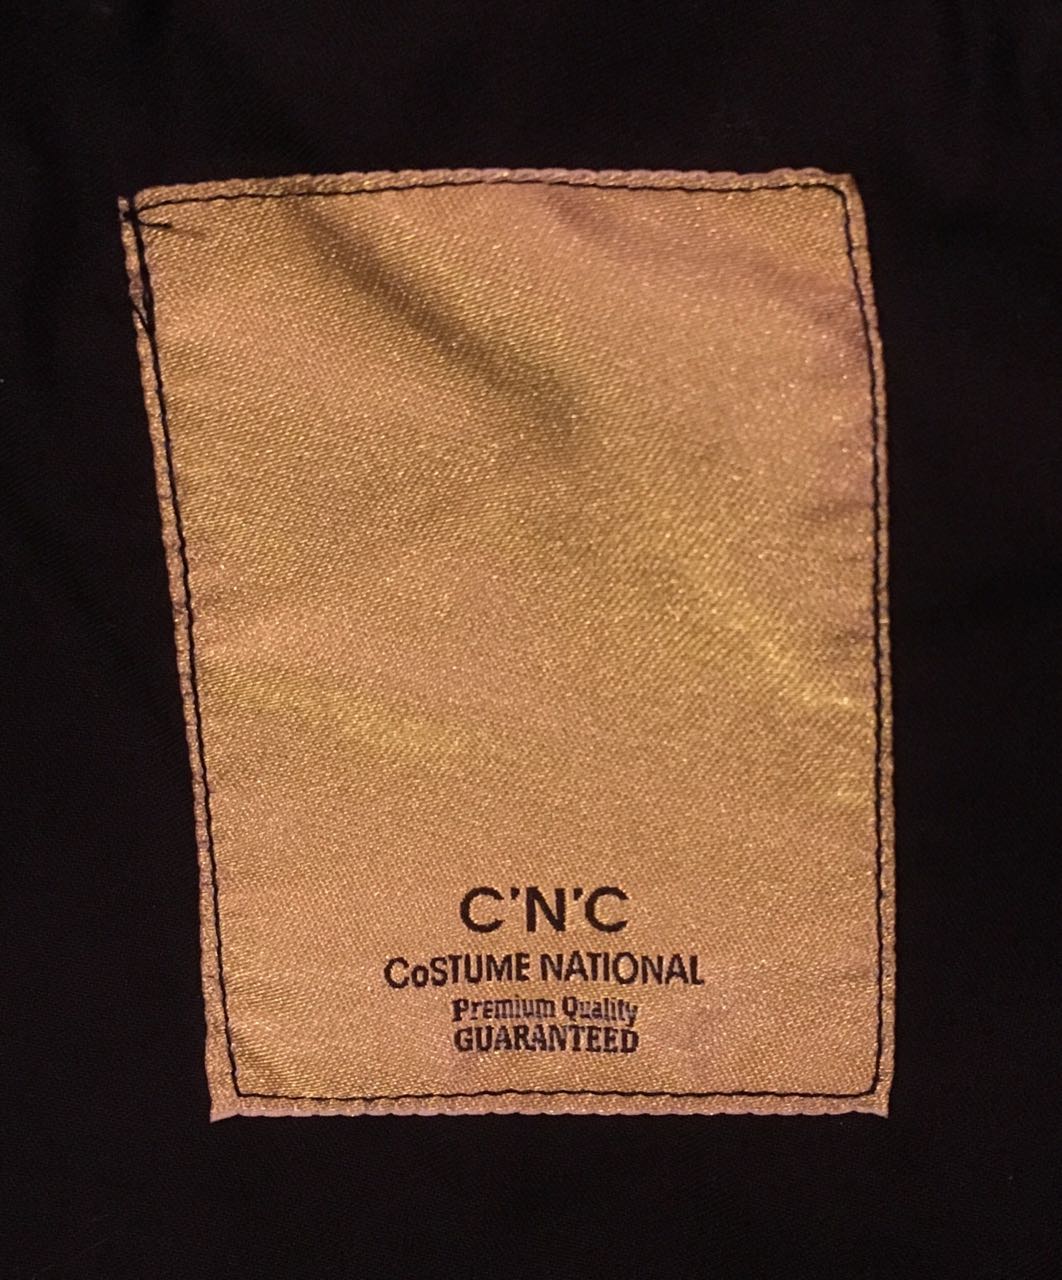 C'N'C
CoSTUME NATIONAL
Premium Quality
GUARANTEED